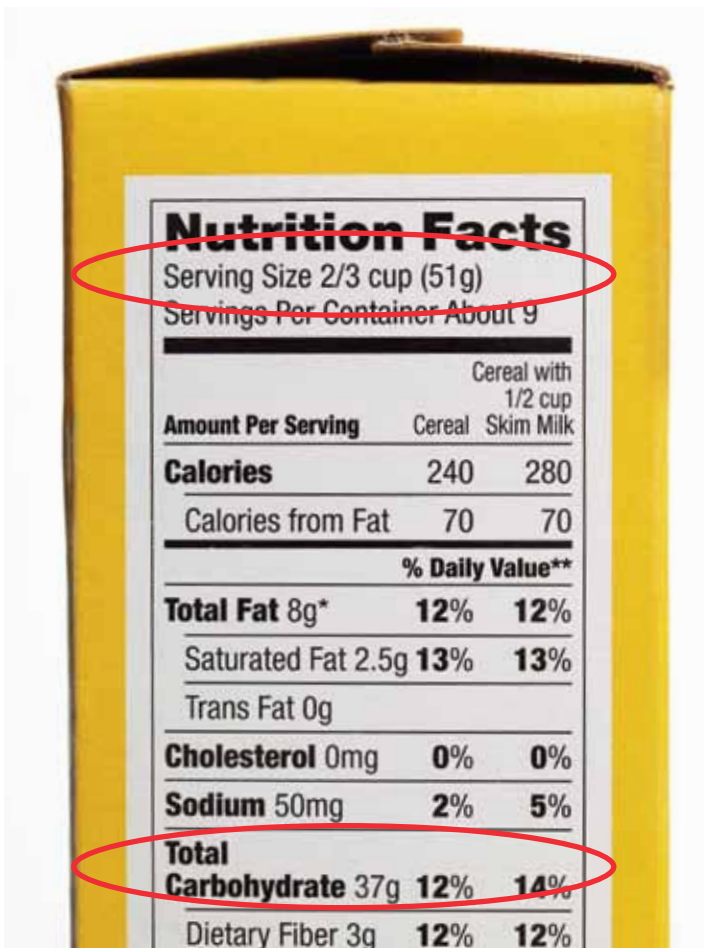 Nutrition Facts
Serving Size 2/3 cup (51g)
Servings Per Container About 9
Cereal with
1/2 cup
Amount Per Serving Cereal Skim Milk
Calories 240 280
Calories from Fat 70 70
% Daily Value**
Total Fat 8g* 12% 12%
Saturated Fat 2.5g 13% 13%
Trans Fat 0g
Cholesterol 0mg 0% 0%
Sodium 50mg 2% 5%
Total
Carbohydrate 37g 12% 14%
Dietary Fiber 3g 12% 12%